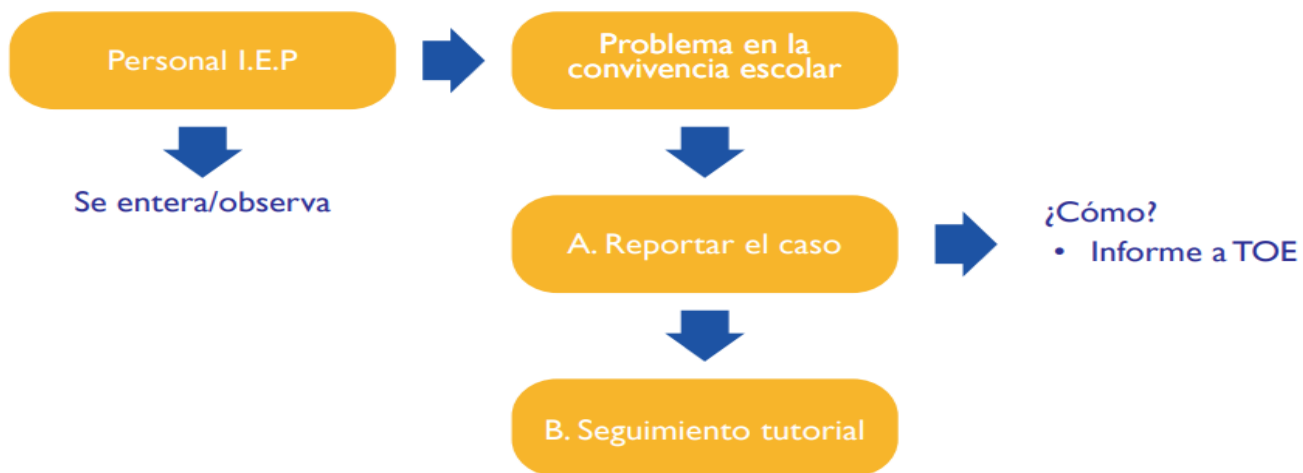 Personal I.E.P
Problema en la
convivencia escolar
Se entera/observa
A. Reportar el caso
¿Cómo?
• Informe a TOE
B. Seguimiento tutorial